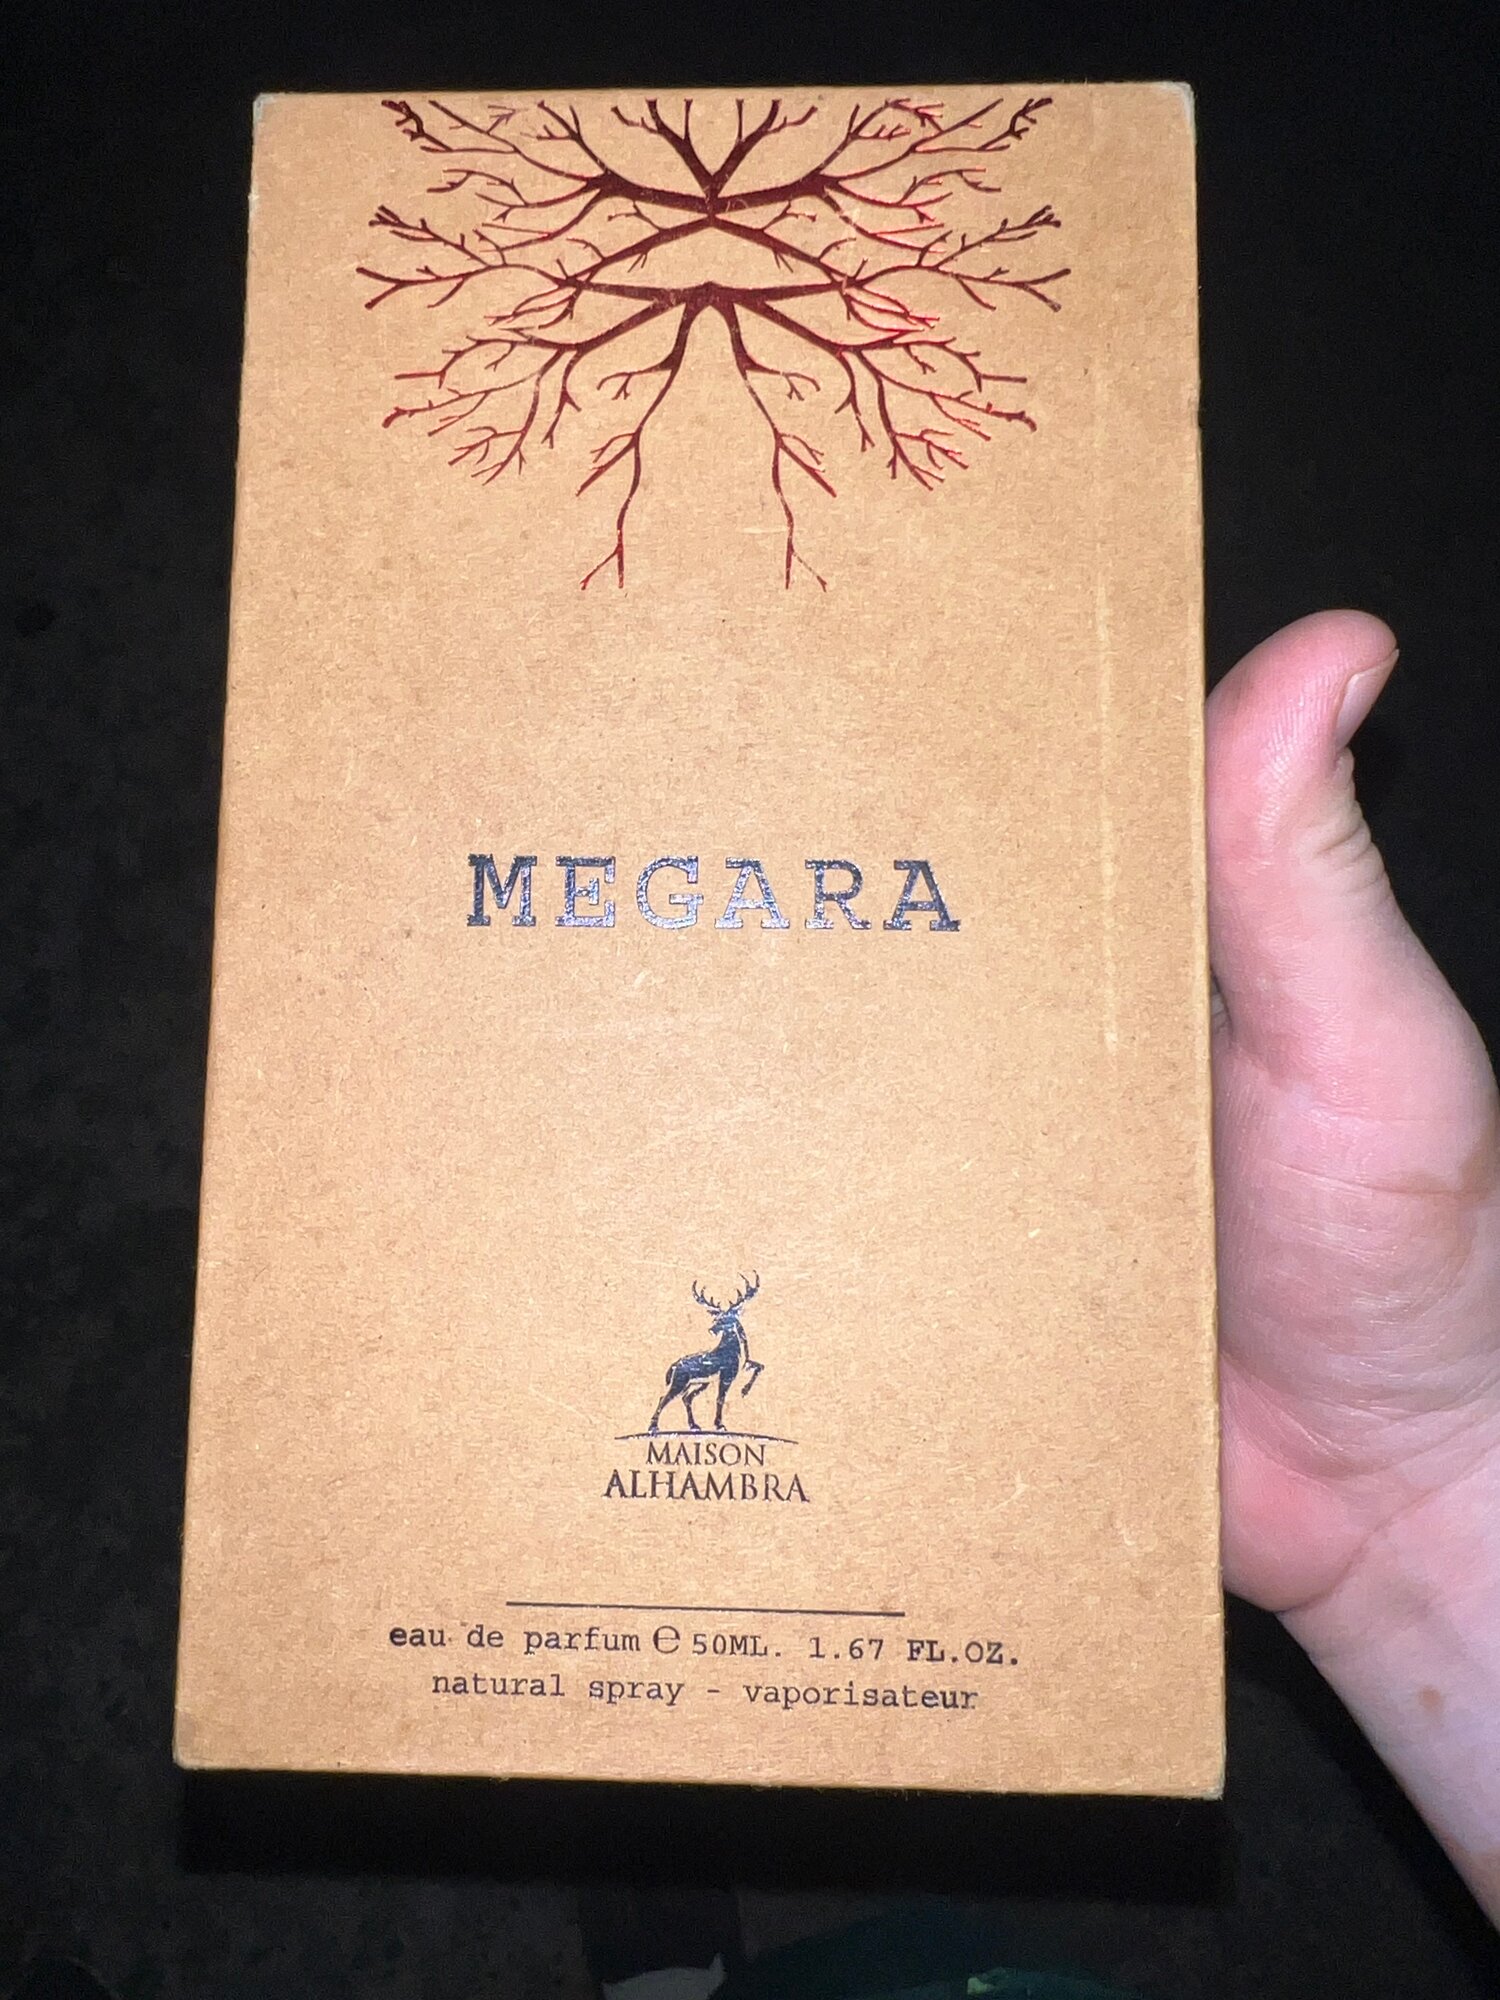 MEGARA
MAISON
ALHAMBRA
eau de parfum ℮ 50ML. 1.67 FL.OZ.
natural spray - vaporisateur